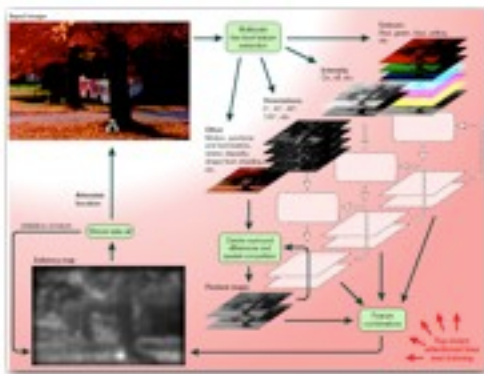 Input image
Multiscale
low-level feature
extraction
Colours
Red, green, blue, yellow,
etc.
Intensity
On, off, etc.
Orientations
0°, 45°, 90°,
135°, etc.
Other
Motion, junctions
and terminators,
stereo disparity,
shape from shading,
etc.
Attended
location
Inhibition of return
Winner-take-all
Saliency map
Centre-surround
differences and
spatial competition
Feature maps
Feature
combinations
Top-down
attentional bias
and training